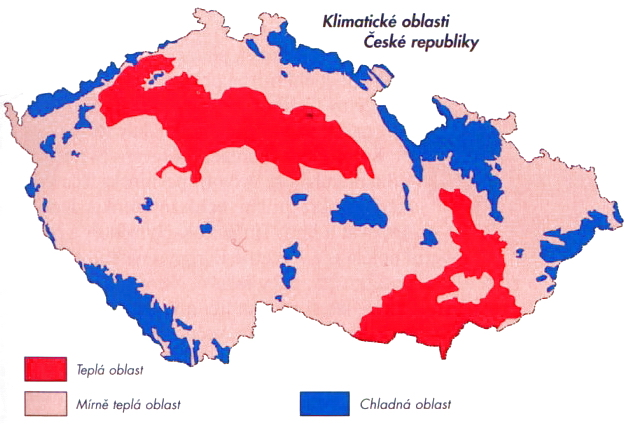 Klimatické oblasti
České republiky
Teplá oblast
Mírně teplá oblast
Chladná oblast